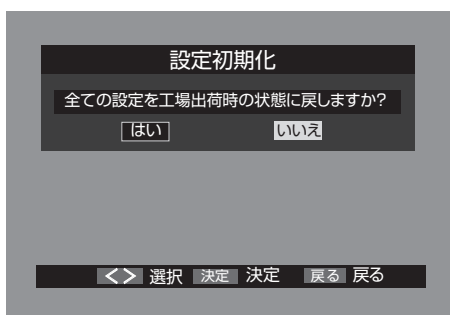 設定初期化
全ての設定を工場出荷時の状態に戻しますか?
はい いいえ
<> 選択 決定 決定 戻る 戻る